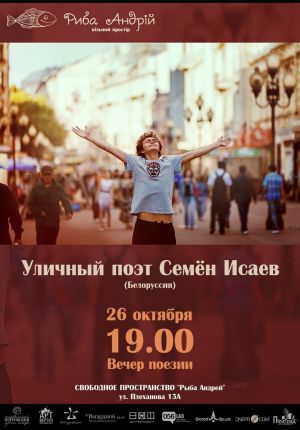 Риба Андрій
вільний простір
Уличный поэт Семён Исаев
(Белоруссия)
26 октября
19.00
Вечер поезии
СВОБОДНОЕ ПРОСТРАНСТВО "Рыба Андрей"
ул. Плеханова 13А